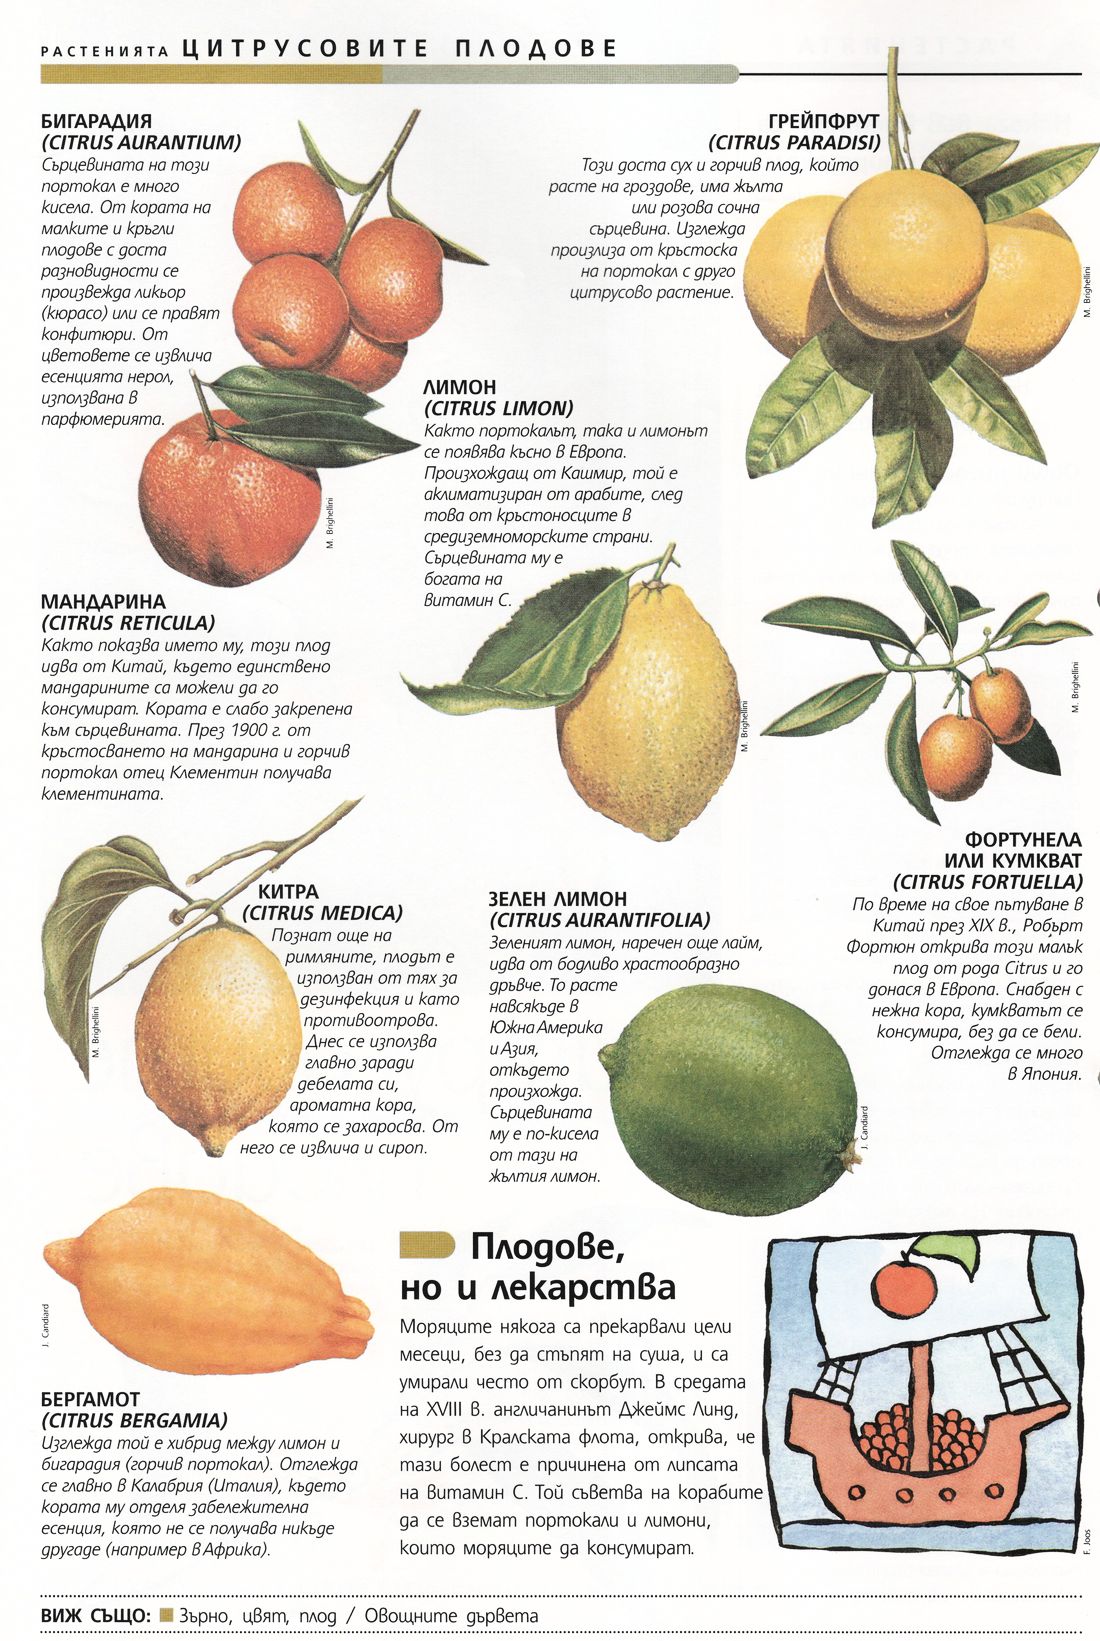 РАСТЕНИЯТА ЦИТРУСОВИТЕ ПЛОДОВЕ
БИГАРАДИЯ
(CITRUS AURANTIUM)
Сърцевината на този
портокал е много
кисела. От кората на
малките и кръгли
плодове с доста
разновидности се
произвежда ликьор
(кюрасо) или се правят
конфитюри. От
цветовете се извлича
есенцията нерол,
използвана в
парфюмерията.
M. Brighellini
ГРЕЙПФРУТ
(CITRUS PARADISI)
Този доста сух и горчив плод, който
расте на гроздове, има жълта
или розова сочна
сърцевина. Изглежда
произлиза от кръстоска
на портокал с друго
цитрусово растение.
M. Brighellini
ЛИМОН
(CITRUS LIMON)
Както портокалът, така и лимонът
се появява късно в Европа.
Произхождащ от Кашмир, той е
аклиматизиран от арабите, след
това от кръстоносците в
средиземноморските страни.
Сърцевината му е
богата на
витамин С.
M. Brighellini
МАНДАРИНА
(CITRUS RETICULA)
Както показва името му, този плод
идва от Китай, където единствено
мандарините са можели да го
консумират. Кората е слабо закрепена
към сърцевината. През 1900 г. от
кръстосването на мандарина и горчив
портокал отец Клементин получава
клементината.
M. Brighellini
ФОРТУНЕЛА
ИЛИ КУМКВАТ
(CITRUS FORTUELLA)
По време на свое пътуване в
Китай през XIX в., Робърт
Фортюн открива този малък
плод от рода Citrus и го
донася в Европа. Снабден с
нежна кора, кумкватът се
консумира, без да се бели.
Отглежда се много
в Япония.
КИТРА
(CITRUS MEDICA)
Познат още на
римляните, плодът е
използван от тях за
дезинфекция и като
противоотрова.
Днес се използва
главно заради
дебелата си,
ароматна кора,
която се захаросва. От
него се извлича и сироп.
M. Brighellini
ЗЕЛЕН ЛИМОН
(CITRUS AURANTIFOLIA)
Зеленият лимон, наречен още лайм,
идва от бодливо храстообразно
дръвче. То расте
навсякъде в
Южна Америка
и Азия,
откъдето
произхожда.
Сърцевината
му е по-кисела
от тази на
жълтия лимон.
J. Candiard
J. Candiard
БЕРГАМОТ
(CITRUS BERGAMIA)
Изглежда той е хибрид между лимон и
бигарадия (горчив портокал). Отглежда
се главно в Калабрия (Италия), където
кората му отделя забележителна
есенция, която не се получава никъде
другаде (например в Африка).
Плодове,
но и лекарства
Моряците някога са прекарвали цели
месеци, без да стъпят на суша, и са
умирали често от скорбут. В средата
на XVIII в. англичанинът Джеймс Линд,
хирург в Кралската флота, открива, че
тази болест е причинена от липсата
на витамин С. Той съветва на корабите
да се вземат портокали и лимони,
които моряците да консумират.
F. Joos
ВИЖ СЪЩО: Зърно, цвят, плод / Овощните дървета